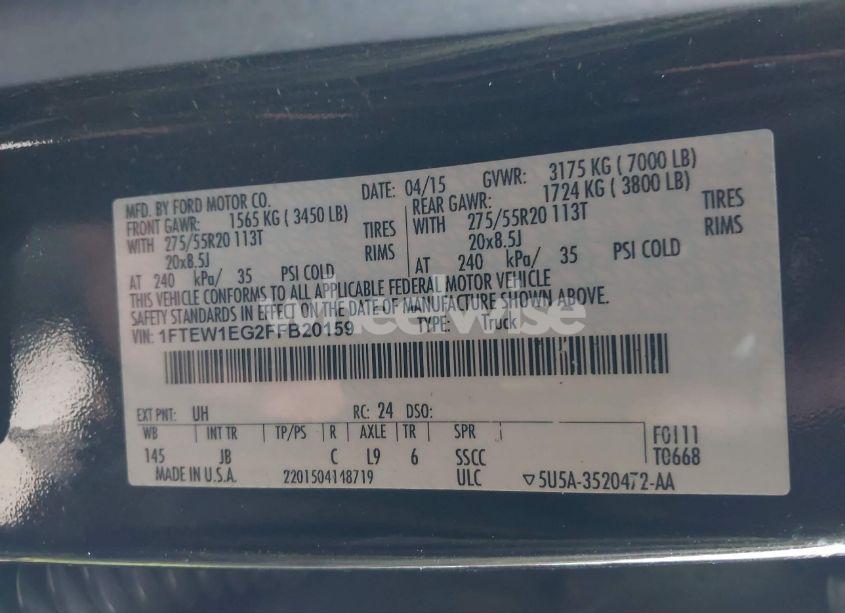 MFD. BY FORD MOTOR CO. DATE: 04/15 GVWR: 3175 KG ( 7000 LB)
FRONT GAWR: 1565 KG ( 3450 LB) REAR GAWR: 1724 KG ( 3800 LB)
WITH 275/55R20 113T TIRES WITH 275/55R20 113T TIRES
20x8.5J RIMS 20x8.5J RIMS
AT 240 kPa/ 35 PSI COLD AT 240 kPa/ 35 PSI COLD
THIS VEHICLE CONFORMS TO ALL APPLICABLE FEDERAL MOTOR VEHICLE
SAFETY STANDARDS IN EFFECT ON THE DATE OF MANUFACTURE SHOWN ABOVE.
VIN: 1FTEW1EG2FFB20159 TYPE: Truck
EXT PNT: UH RC: 24 DSO:
WB INT TR TP/PS R AXLE TR SPR F0111
145 JB C L9 6 SSCC T0668
MADE IN U.S.A. 2201504148719 ULC 5U5A-3520472-AA